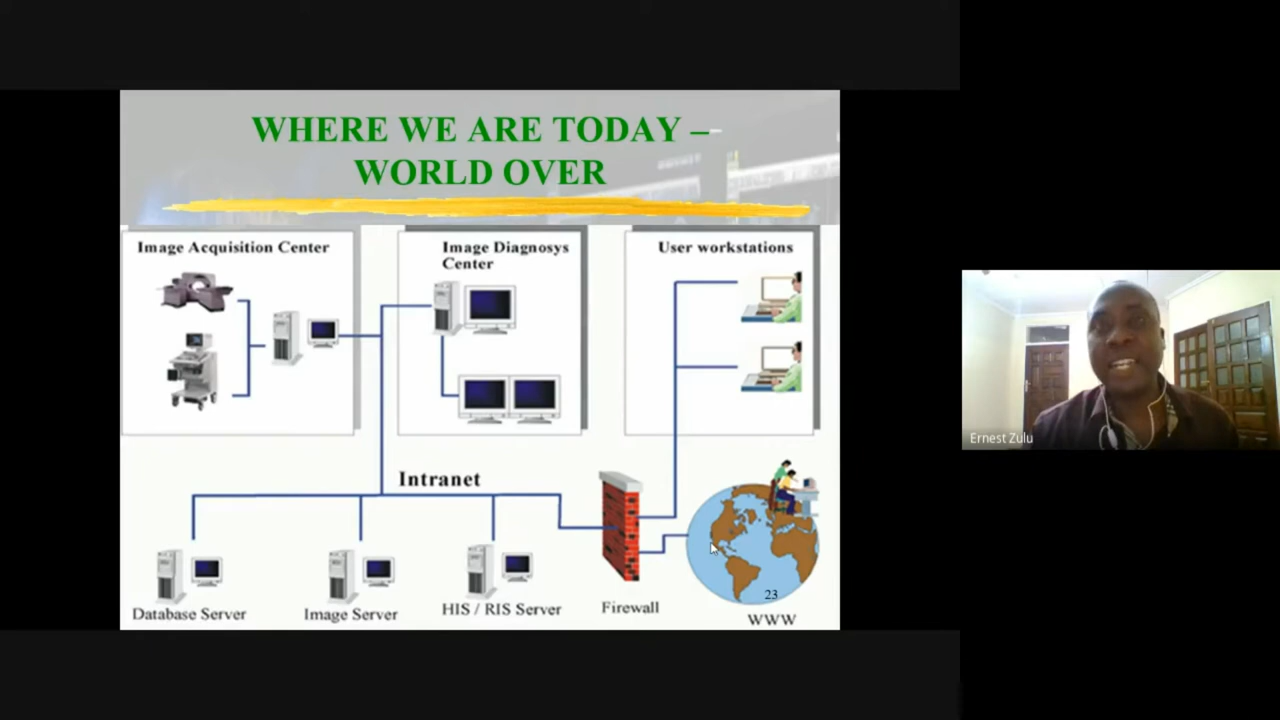 WHERE WE ARE TODAY –
WORLD OVER
Image Acquisition Center
Image Diagnosys
Center
User workstations
Intranet
Database Server
Image Server
HIS / RIS Server
Firewall
23
WWW
Ernest Zulu